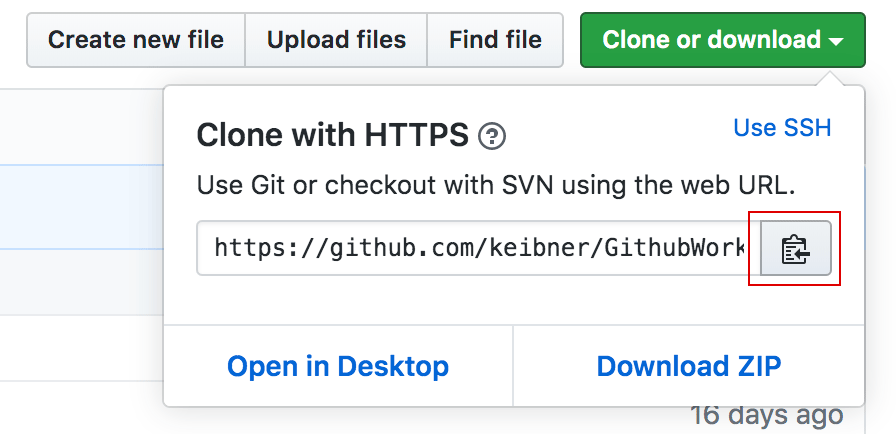 Create new file Upload files Find file Clone or download
Clone with HTTPS Use SSH
Use Git or checkout with SVN using the web URL.
https://github.com/keibner/GithubWork
Open in Desktop Download ZIP
16 days ago